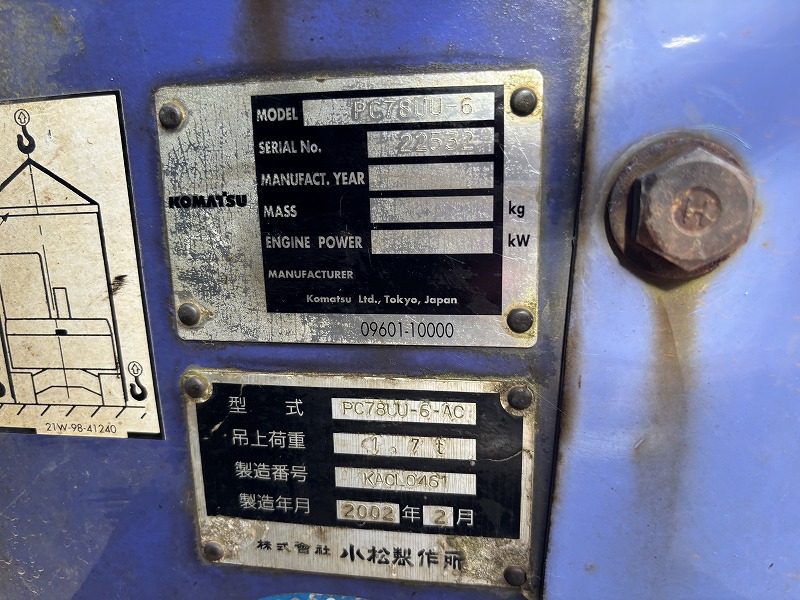 MODEL PC78UU-6
SERIAL No. 22532
MANUFACT. YEAR
KOMATSU
MASS kg
ENGINE POWER kW
MANUFACTURER
Komatsu Ltd., Tokyo, Japan
09601-10000
21W-98-41240
型式 PC78UU-6-AC
吊上荷重 1.7t
製造番号 KACL0461
製造年月 2002年2月
株式會社 小松製作所
H